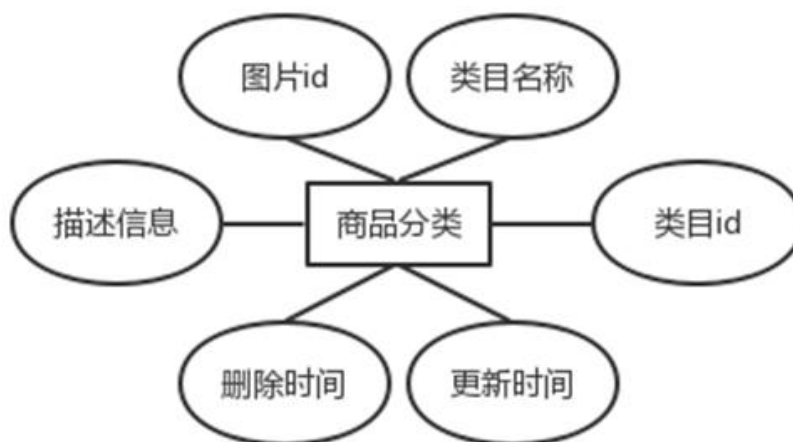 图片id
类目名称
描述信息
商品分类
类目id
删除时间
更新时间